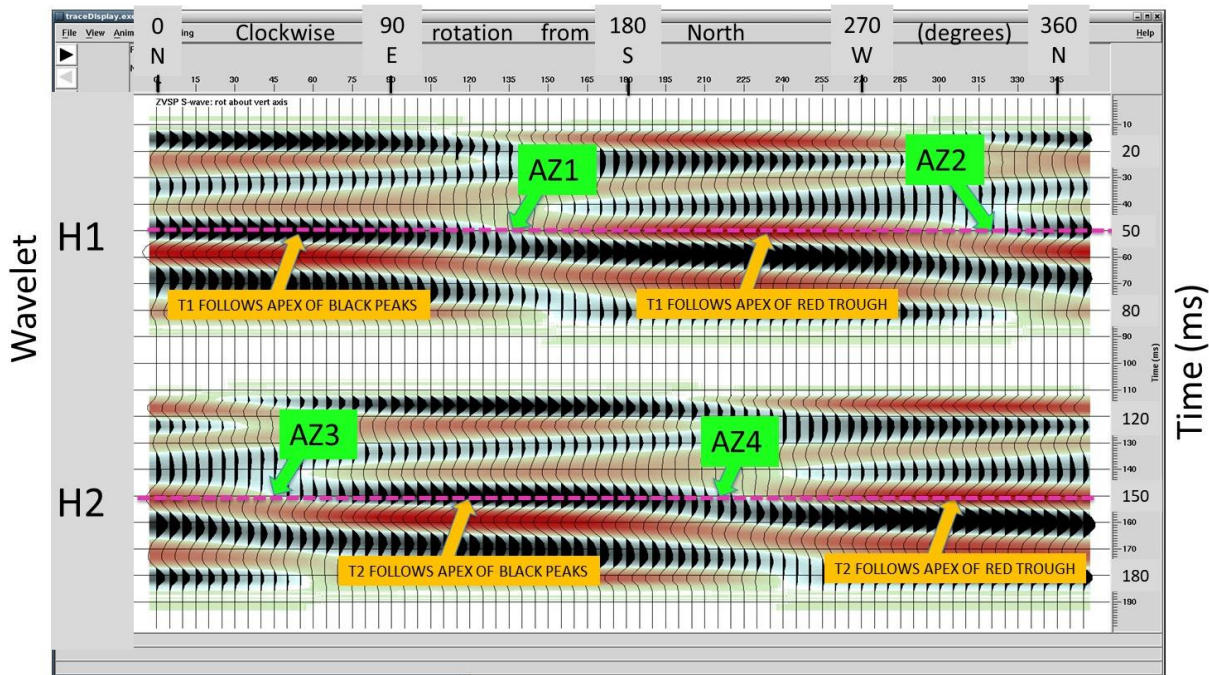 traceDisplay.exe
File View
Help
0 90 180 270 360
Clockwise rotation from North (degrees)
N E S W N
0 15 30 45 60 75 90 105 120 135 150 165 180 195 210 225 240 255 270 285 300 315 330 345
ZVSP S-wave: rot about vert axis
10
20
30
40
50
60
70
80
90
100
110
120
130
140
150
160
170
180
190
Time (ms)
Wavelet
H1
AZ1
AZ2
T1 FOLLOWS APEX OF BLACK PEAKS
T1 FOLLOWS APEX OF RED TROUGH
H2
AZ3
AZ4
T2 FOLLOWS APEX OF BLACK PEAKS
T2 FOLLOWS APEX OF RED TROUGH
Time (ms)